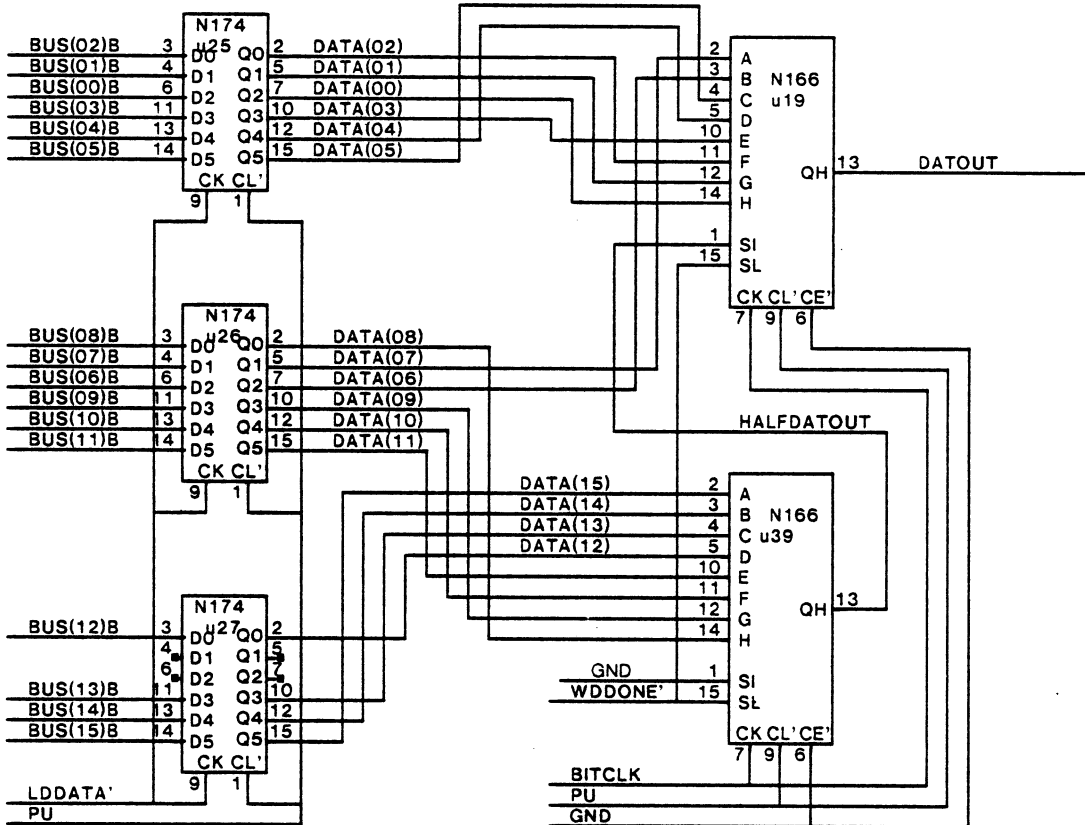 N174
u25
BUS(02)B 3 D0 Q0 2 DATA(02)
BUS(01)B 4 D1 Q1 5 DATA(01)
BUS(00)B 6 D2 Q2 7 DATA(00)
BUS(03)B 11 D3 Q3 10 DATA(03)
BUS(04)B 13 D4 Q4 12 DATA(04)
BUS(05)B 14 D5 Q5 15 DATA(05)
CK CL'
9 1
N166
u19
2 A
3 B
4 C
5 D
10 E
11 F
12 G
14 H
QH 13 DATOUT
1 SI
15 SL
CK CL' CE'
7 9 6
N174
u26
BUS(08)B 3 D0 Q0 2 DATA(08)
BUS(07)B 4 D1 Q1 5 DATA(07)
BUS(06)B 6 D2 Q2 7 DATA(06)
BUS(09)B 11 D3 Q3 10 DATA(09)
BUS(10)B 13 D4 Q4 12 DATA(10)
BUS(11)B 14 D5 Q5 15 DATA(11)
CK CL'
9 1
HALFDATOUT
N166
u39
DATA(15) 2 A
DATA(14) 3 B
DATA(13) 4 C
DATA(12) 5 D
10 E
11 F
12 G
14 H
QH 13
GND 1 SI
WDDONE' 15 SL
CK CL' CE'
7 9 6
N174
u27
BUS(12)B 3 D0 Q0 2
4 D1 Q1 5
6 D2 Q2 7
BUS(13)B 11 D3 Q3 10
BUS(14)B 13 D4 Q4 12
BUS(15)B 14 D5 Q5 15
CK CL'
9 1
LDDATA'
PU
BITCLK
PU
GND